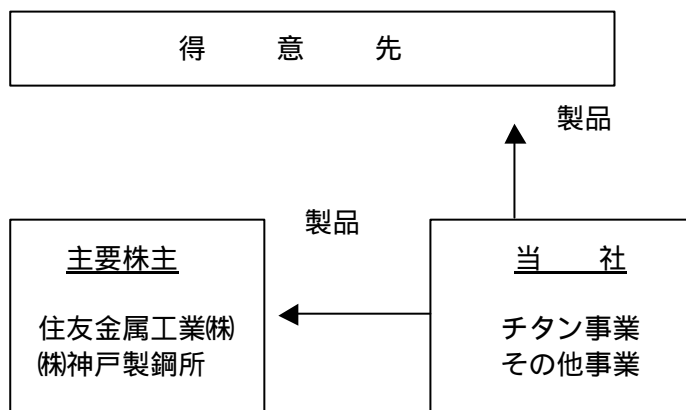 得　意　先
製品
製品
主要株主
住友金属工業㈱
㈱神戸製鋼所
当　社
チタン事業
その他事業